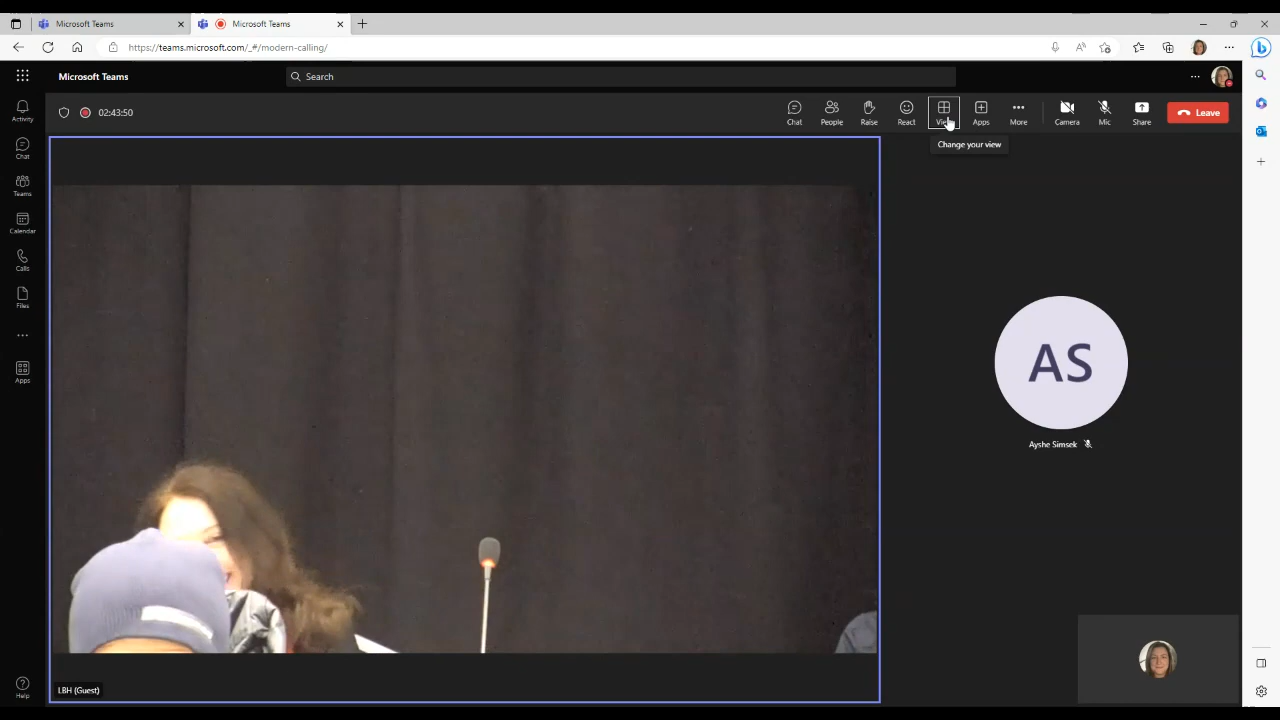 Microsoft Teams
Microsoft Teams
https://teams.microsoft.com/_#/modern-calling/
Microsoft Teams
Search
02:43:50
Chat
People
Raise
React
View
Apps
More
Camera
Mic
Share
Leave
Change your view
Activity
Chat
Teams
Calendar
Calls
Files
Apps
Help
AS
Ayshe Simsek
LBH (Guest)